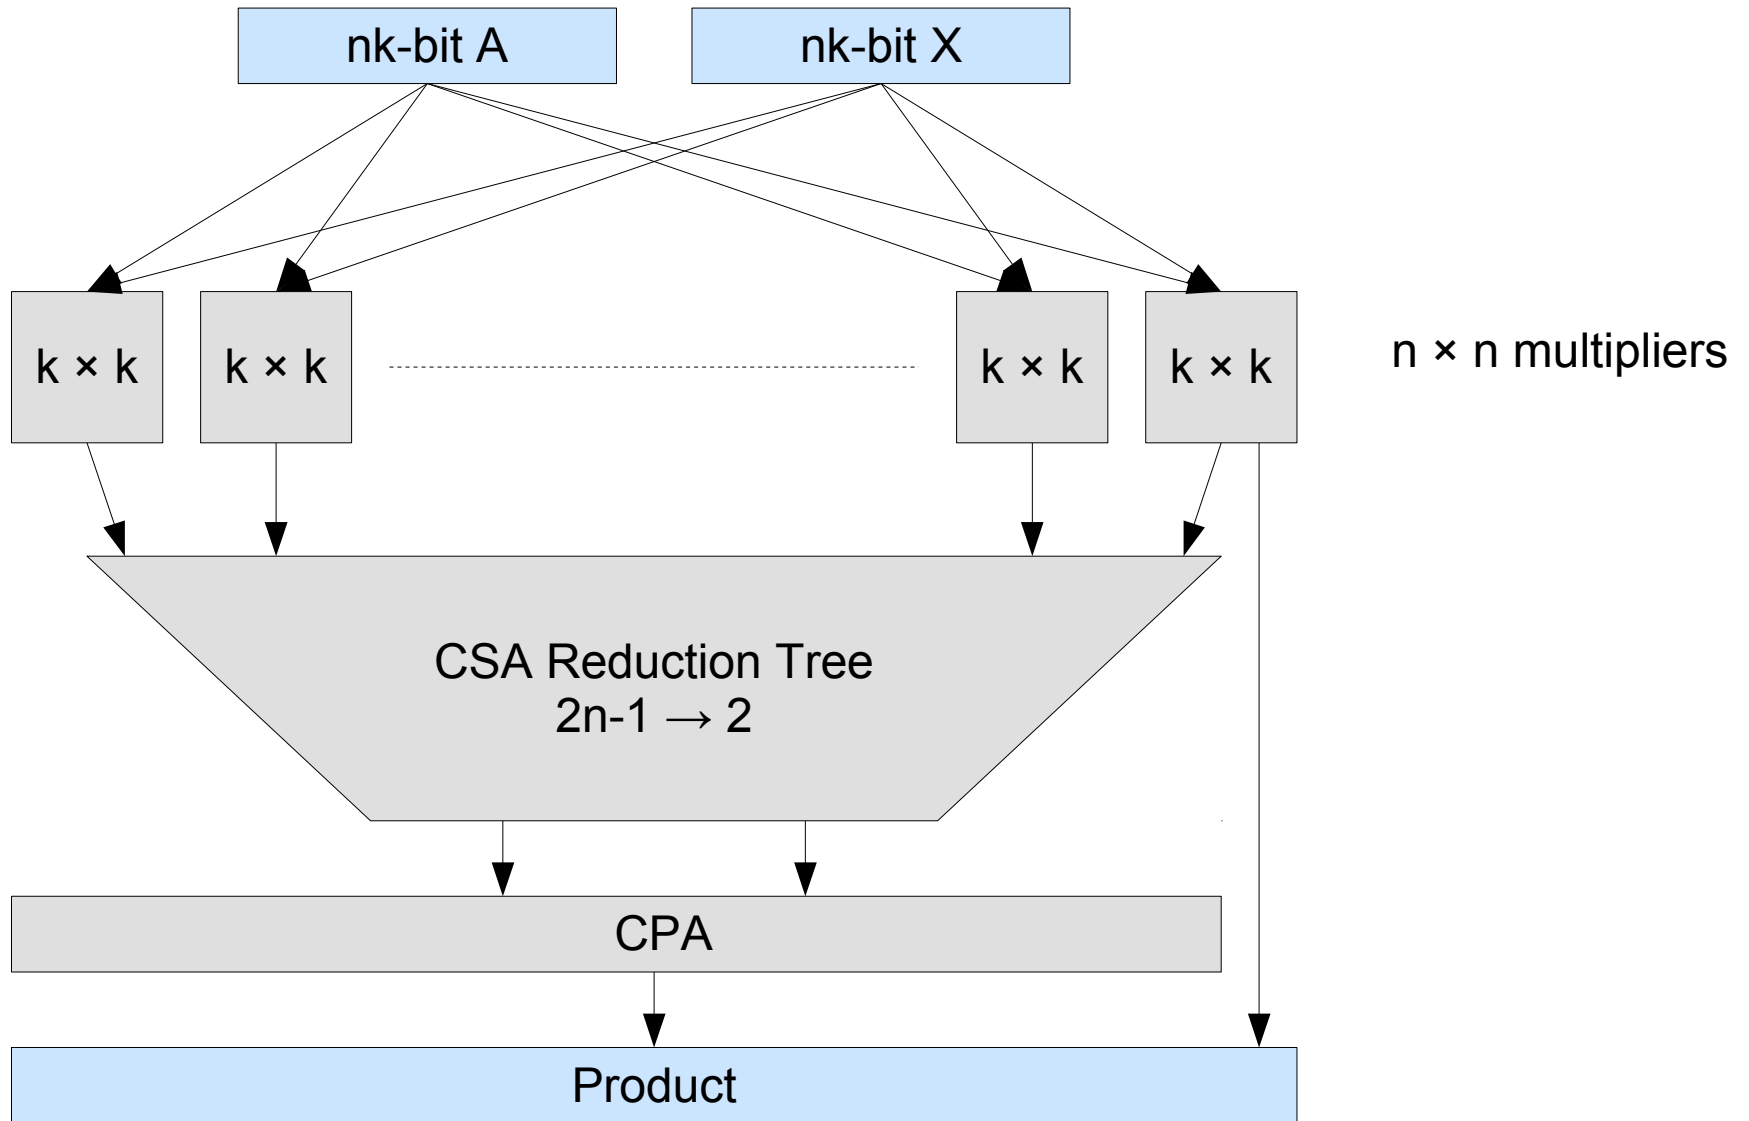 nk-bit A
nk-bit X
k × k
k × k
k × k
k × k
n × n multipliers
CSA Reduction Tree
2n-1 → 2
CPA
Product